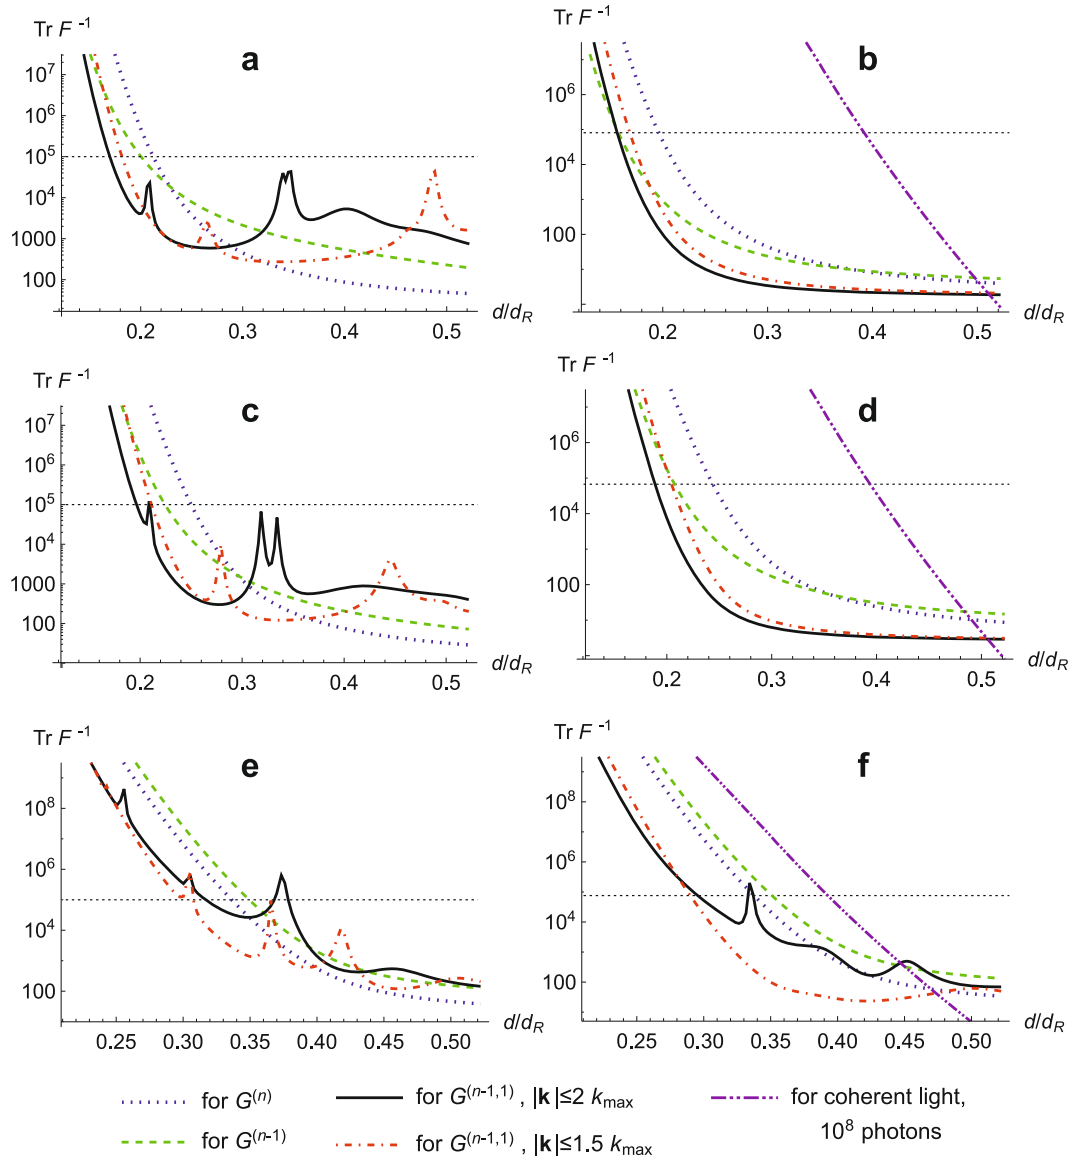 Tr F⁻¹
a
10⁷
10⁶
10⁵
10⁴
1000
100
0.2 0.3 0.4 0.5
d/d_R
Tr F⁻¹
b
10⁶
10⁴
100
0.2 0.3 0.4 0.5
d/d_R
Tr F⁻¹
c
10⁷
10⁶
10⁵
10⁴
1000
100
0.2 0.3 0.4 0.5
d/d_R
Tr F⁻¹
d
10⁶
10⁴
100
0.2 0.3 0.4 0.5
d/d_R
Tr F⁻¹
e
10⁸
10⁶
10⁴
100
0.25 0.30 0.35 0.40 0.45 0.50
d/d_R
Tr F⁻¹
f
10⁸
10⁶
10⁴
100
0.25 0.30 0.35 0.40 0.45 0.50
d/d_R
for G⁽ⁿ⁾
for G⁽ⁿ⁻¹⁾
for G⁽ⁿ⁻¹,¹⁾ , |k|≤2 k_max
for G⁽ⁿ⁻¹,¹⁾ , |k|≤1.5 k_max
for coherent light,
10⁸ photons